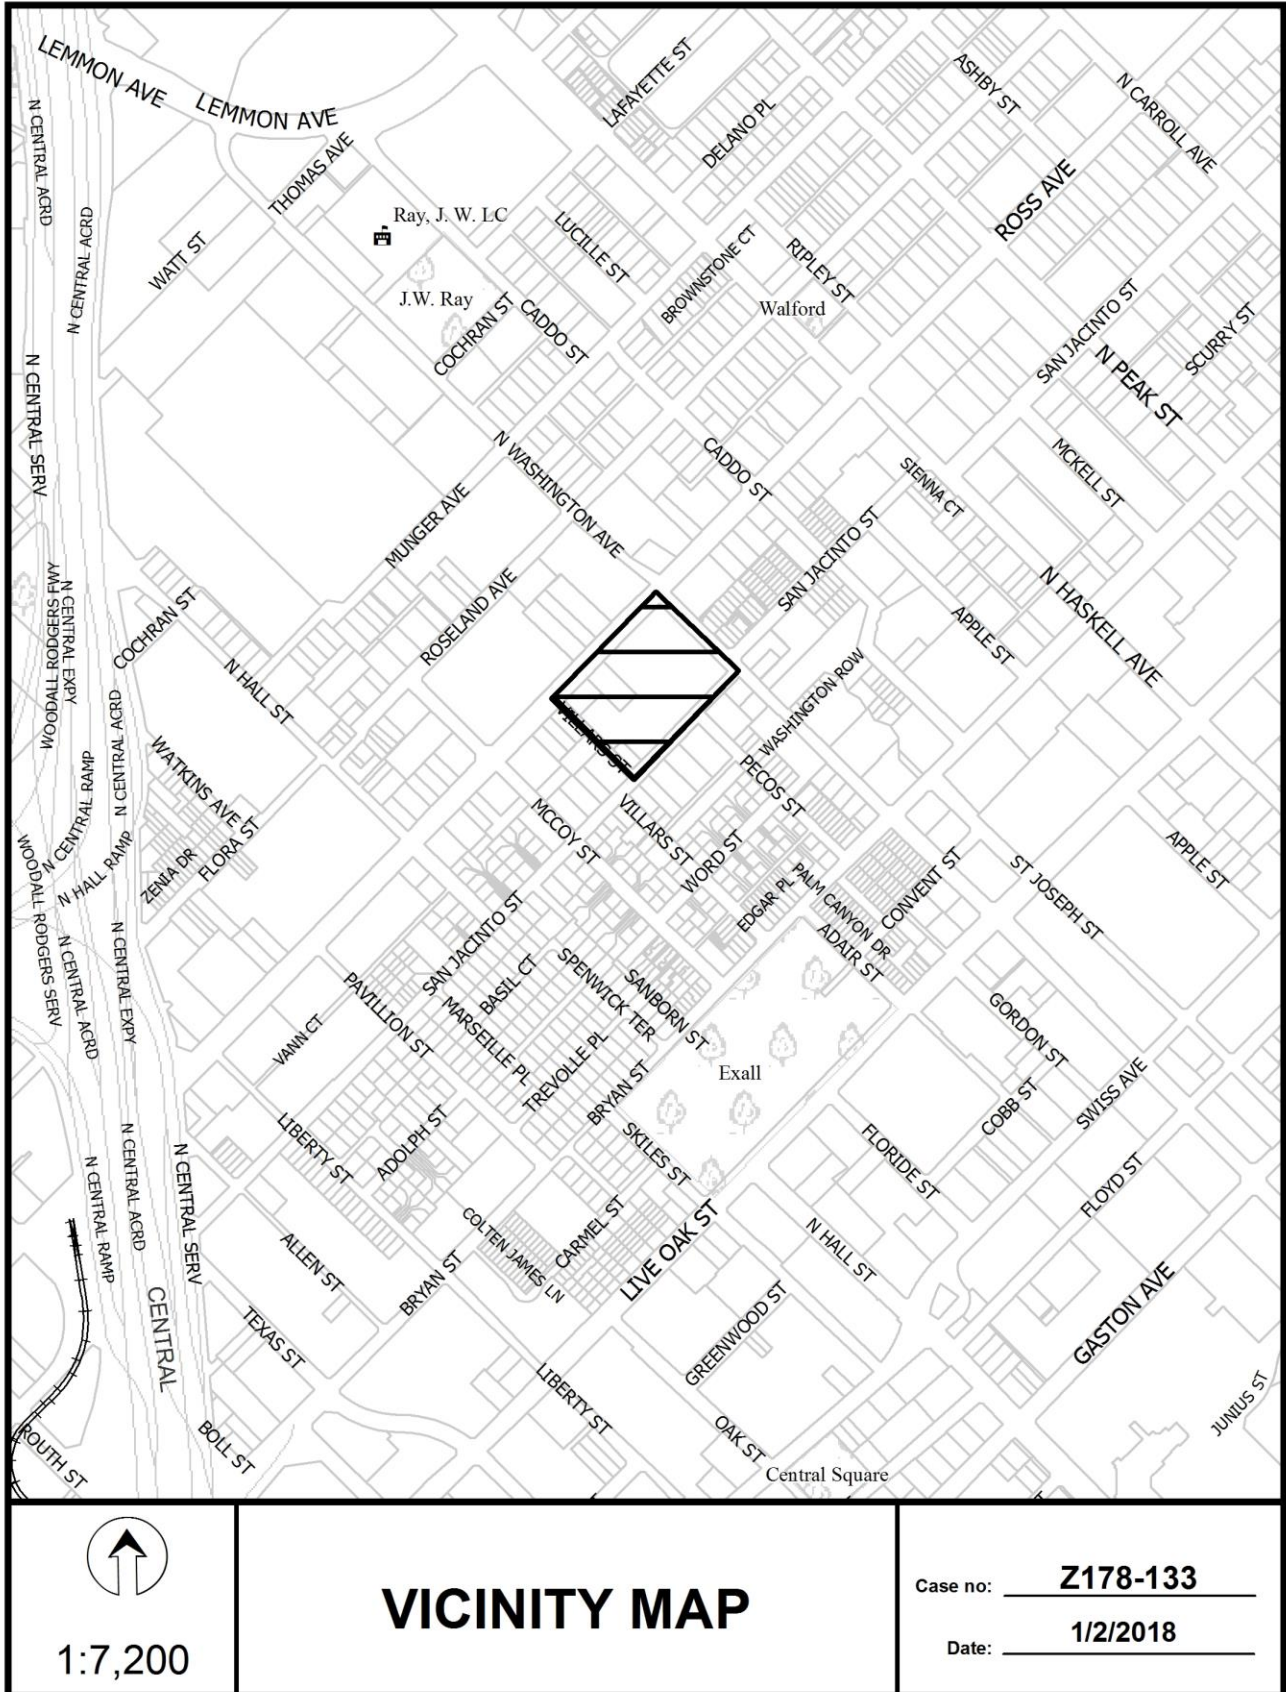 LEMMON AVE
LEMMON AVE
LAFAYETTE ST
ASHBY ST
N CARROLL AVE
N CENTRAL ACRD
DELANO PL
THOMAS AVE
ROSS AVE
Ray, J. W. LC
N CENTRAL ACRD
WATT ST
LUCILLE ST
BROWNSTONE CT
RIPLEY ST
J.W. Ray
Walford
COCHRAN ST
CADDO ST
SAN JACINTO ST
SCURRY ST
N PEAK ST
N CENTRAL SERV
N WASHINGTON AVE
CADDO ST
MCKELL ST
SIENNA CT
MUNGER AVE
SAN JACINTO ST
ROSELAND AVE
N HASKELL AVE
APPLE ST
COCHRAN ST
WOODALL RODGERS FWY
N CENTRAL EXPY
N HALL ST
WASHINGTON ROW
VILLARS ST
N CENTRAL ACRD
PECOS ST
WATKINS AVE
FLORA ST
N CENTRAL RAMP
N HALL RAMP
ZENIA DR
MCCOY ST
VILLARS ST
WORD ST
EDGAR PL
PALM CANYON DR
CONVENT ST
ST JOSEPH ST
APPLE ST
WOODALL RODGERS SERV
N CENTRAL ACRD
N CENTRAL EXPY
SAN JACINTO ST
BASIL CT
SPENWICK TER
SANBORN ST
ADAIR ST
PAVILLION ST
MARSEILLE PL
TREVOLLE PL
VANN CT
GORDON ST
Exall
BRYAN ST
COBB ST
SWISS AVE
LIBERTY ST
ADOLPH ST
SKILES ST
FLORIDE ST
FLOYD ST
N CENTRAL RAMP
N CENTRAL ACRD
N CENTRAL SERV
ALLEN ST
COLTEN JAMES LN
CARMEL ST
LIVE OAK ST
N HALL ST
BRYAN ST
GREENWOOD ST
GASTON AVE
CENTRAL
TEXAS ST
LIBERTY ST
OAK ST
JUNIUS ST
ROUTH ST
BOLL ST
Central Square
1:7,200
VICINITY MAP
Case no: Z178-133
Date: 1/2/2018